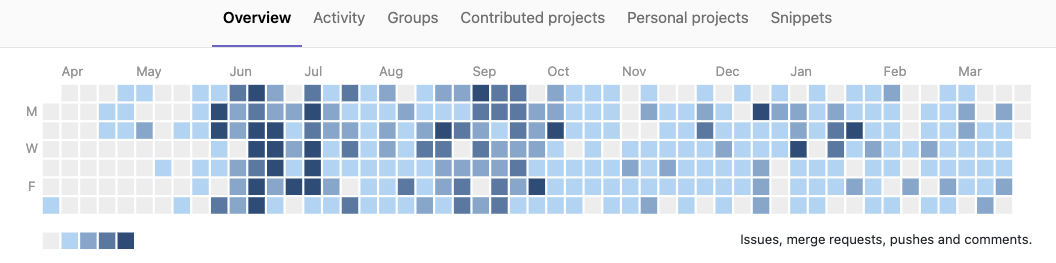 Overview Activity Groups Contributed projects Personal projects Snippets
Apr May Jun Jul Aug Sep Oct Nov Dec Jan Feb Mar
M
W
F
Issues, merge requests, pushes and comments.